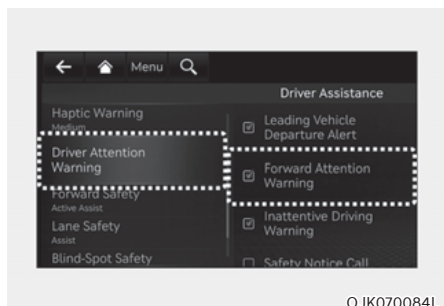 Menu
Driver Assistance
Haptic Warning
Medium
Driver Attention
Warning
Forward Safety
Active Assist
Lane Safety
Assist
Blind-Spot Safety
Leading Vehicle
Departure Alert
Forward Attention
Warning
Inattentive Driving
Warning
Safety Notice Call
OJK070084L